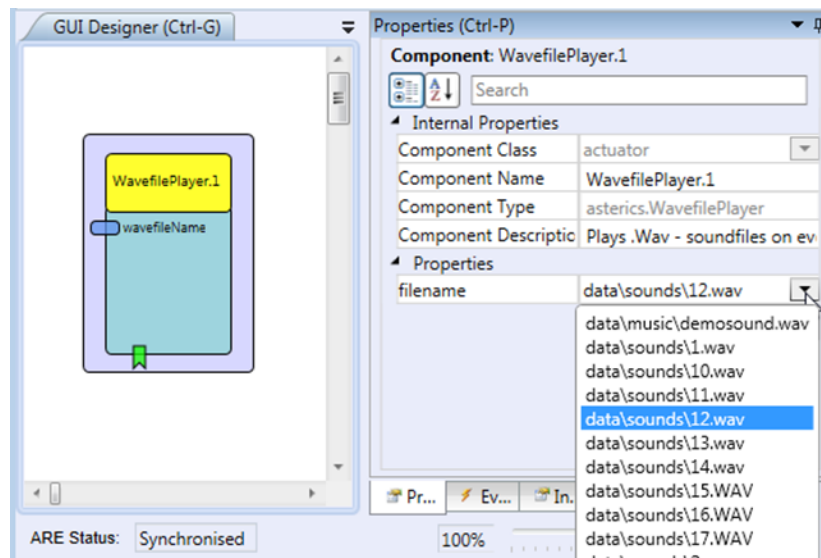 GUI Designer (Ctrl-G)
Properties (Ctrl-P)
Component: WavefilePlayer.1
Search
Internal Properties
Component Class actuator
Component Name WavefilePlayer.1
Component Type asterics.WavefilePlayer
Component Descriptio Plays .Wav - soundfiles on ev
Properties
filename data\sounds\12.wav
WavefilePlayer.1
wavefileName
data\music\demosound.wav
data\sounds\1.wav
data\sounds\10.wav
data\sounds\11.wav
data\sounds\12.wav
data\sounds\13.wav
data\sounds\14.wav
data\sounds\15.WAV
data\sounds\16.WAV
data\sounds\17.WAV
Pr... Ev... In.
ARE Status: Synchronised
100%